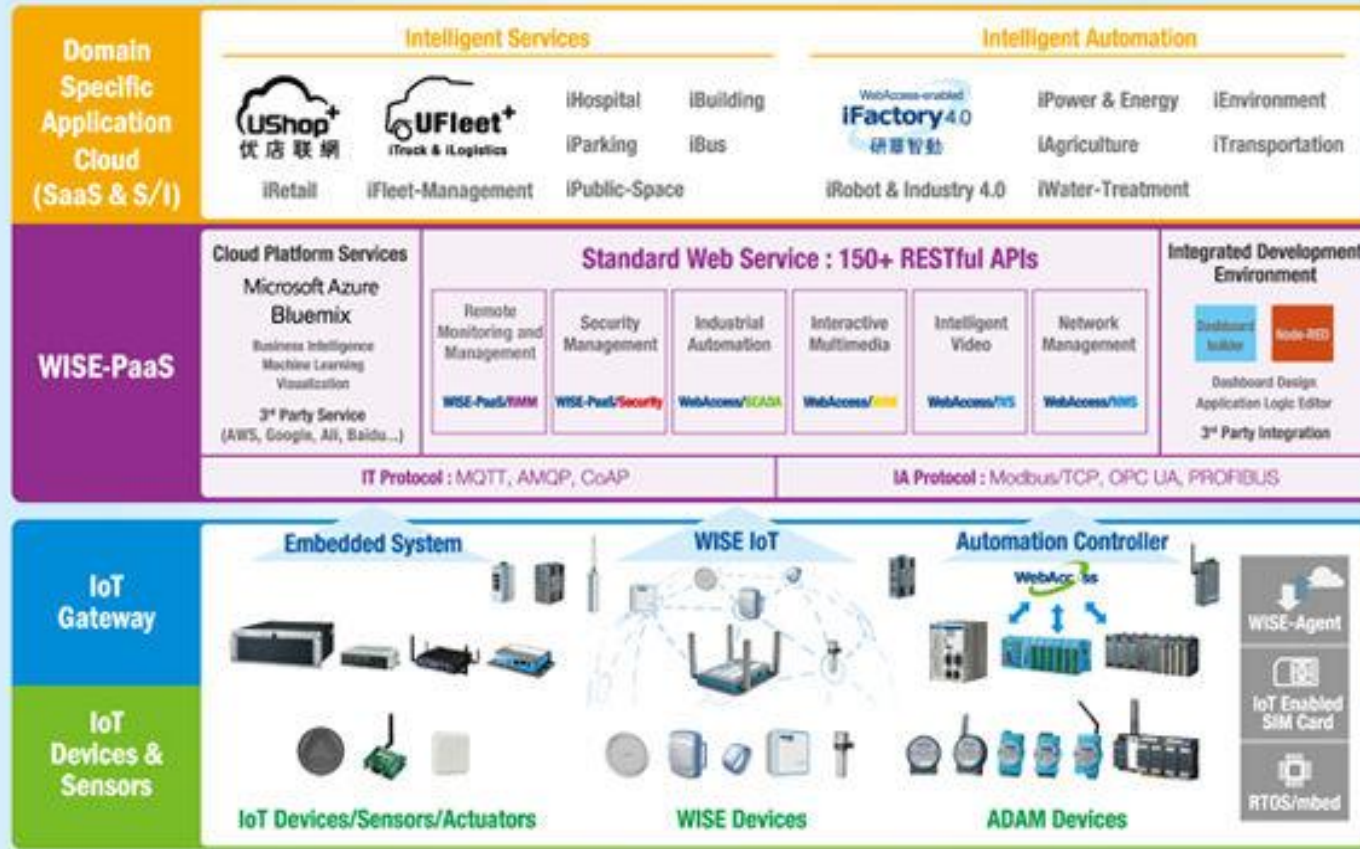 Domain
Specific
Application
Cloud
(SaaS & S/I)
Intelligent Services
Intelligent Automation
UShop+
优店联網
iRetail
UFleet+
iTruck & iLogistics
iFleet-Management
iHospital
iBuilding
iParking
iBus
iPublic-Space
WebAccess-enabled
iFactory 4.0
研華智動
iRobot & Industry 4.0
iPower & Energy
iEnvironment
iAgriculture
iTransportation
iWater-Treatment
WISE-PaaS
Cloud Platform Services
Microsoft Azure
Bluemix
Business Intelligence
Machine Learning
Visualization
3rd Party Service
(AWS, Google, Ali, Baidu...)
Standard Web Service : 150+ RESTful APIs
Remote
Monitoring and
Management
WISE-PaaS/RMM
Security
Management
WISE-PaaS/Security
Industrial
Automation
WebAccess/SCADA
Interactive
Multimedia
WebAccess/
Intelligent
Video
WebAccess/IVS
Network
Management
WebAccess/NMS
Integrated Development
Environment
Dashboard
builder
Node-RED
Dashboard Design
Application Logic Editor
3rd Party Integration
IT Protocol : MQTT, AMQP, CoAP
IA Protocol : Modbus/TCP, OPC UA, PROFIBUS
IoT
Gateway
Embedded System
WISE IoT
Automation Controller
WebAccess
WISE-Agent
IoT Enabled
SIM Card
RTOS/mbed
IoT
Devices &
Sensors
IoT Devices/Sensors/Actuators
WISE Devices
ADAM Devices